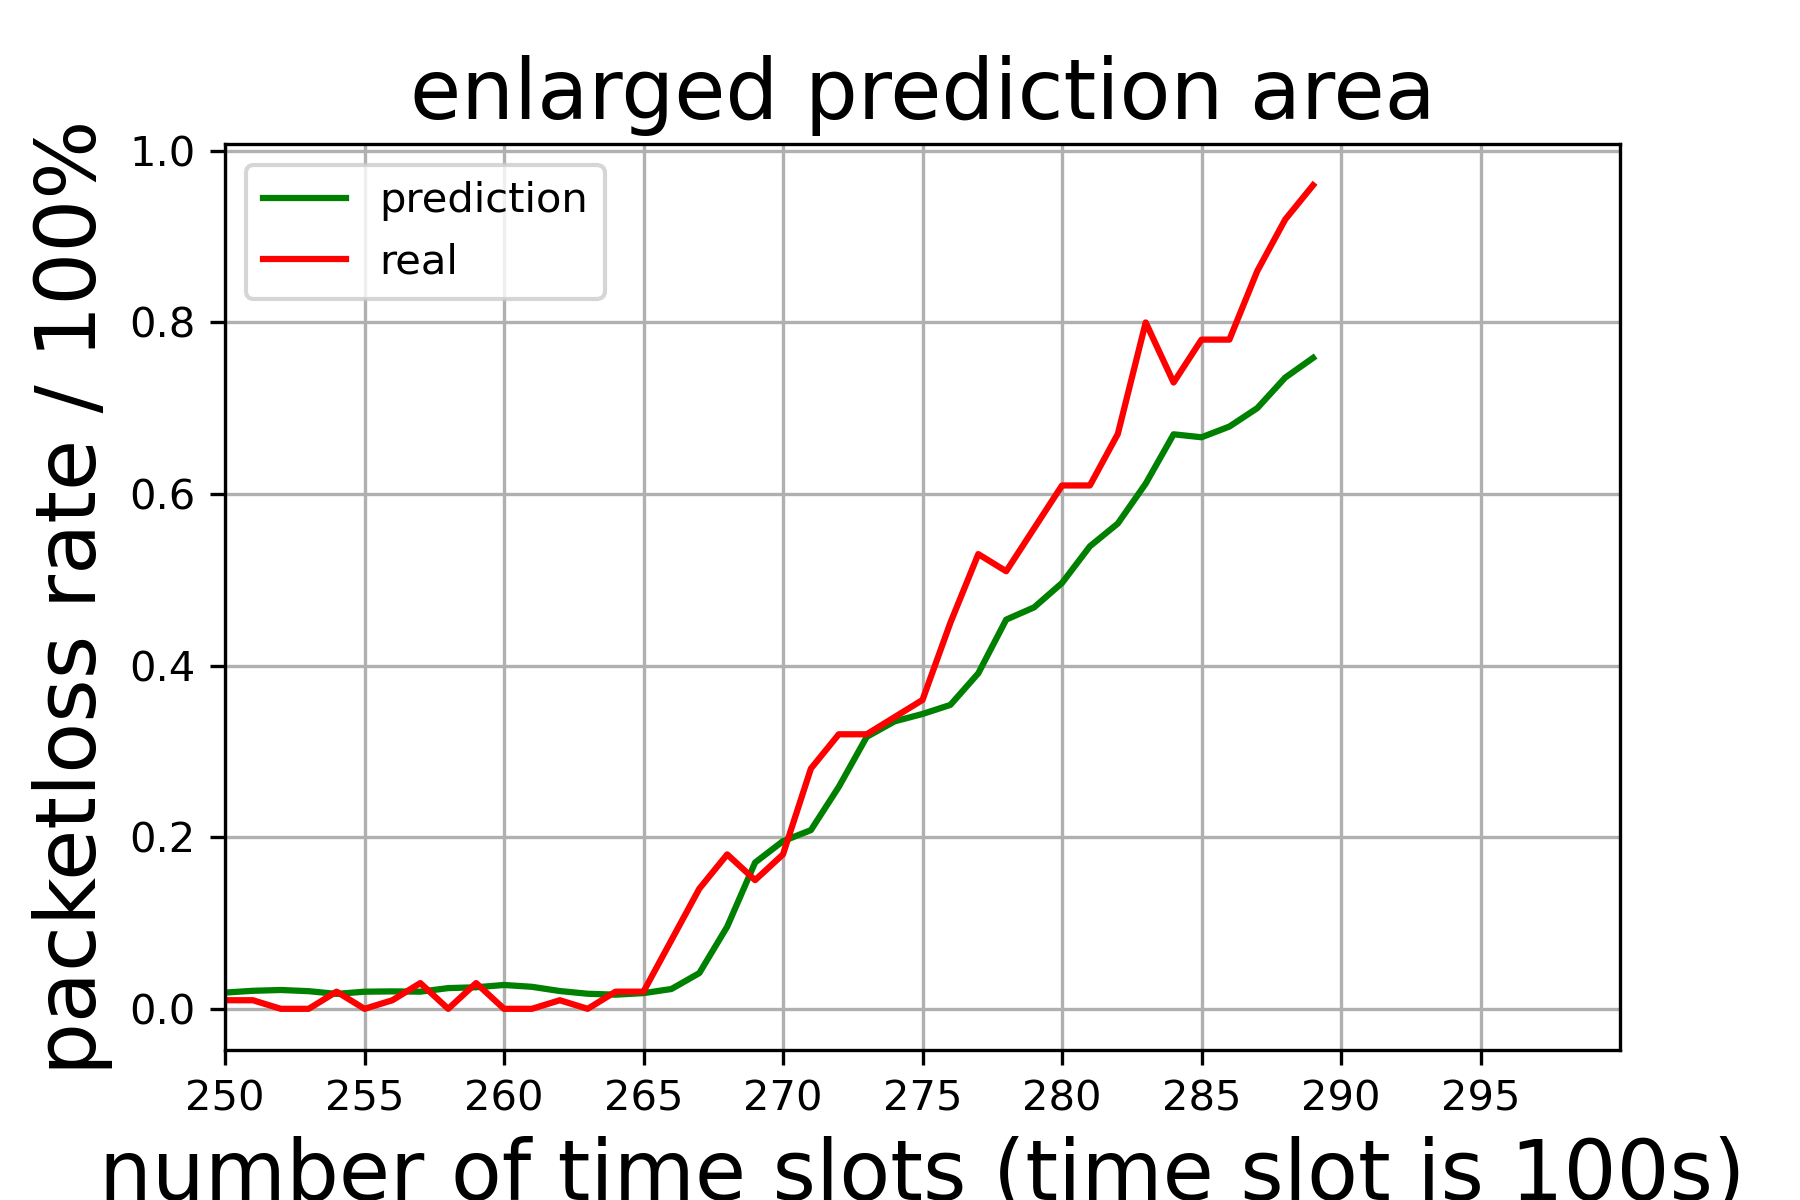 enlarged prediction area
packetloss rate / 100%
1.0
0.8
0.6
0.4
0.2
0.0
prediction
real
250 255 260 265 270 275 280 285 290 295
number of time slots (time slot is 100s)